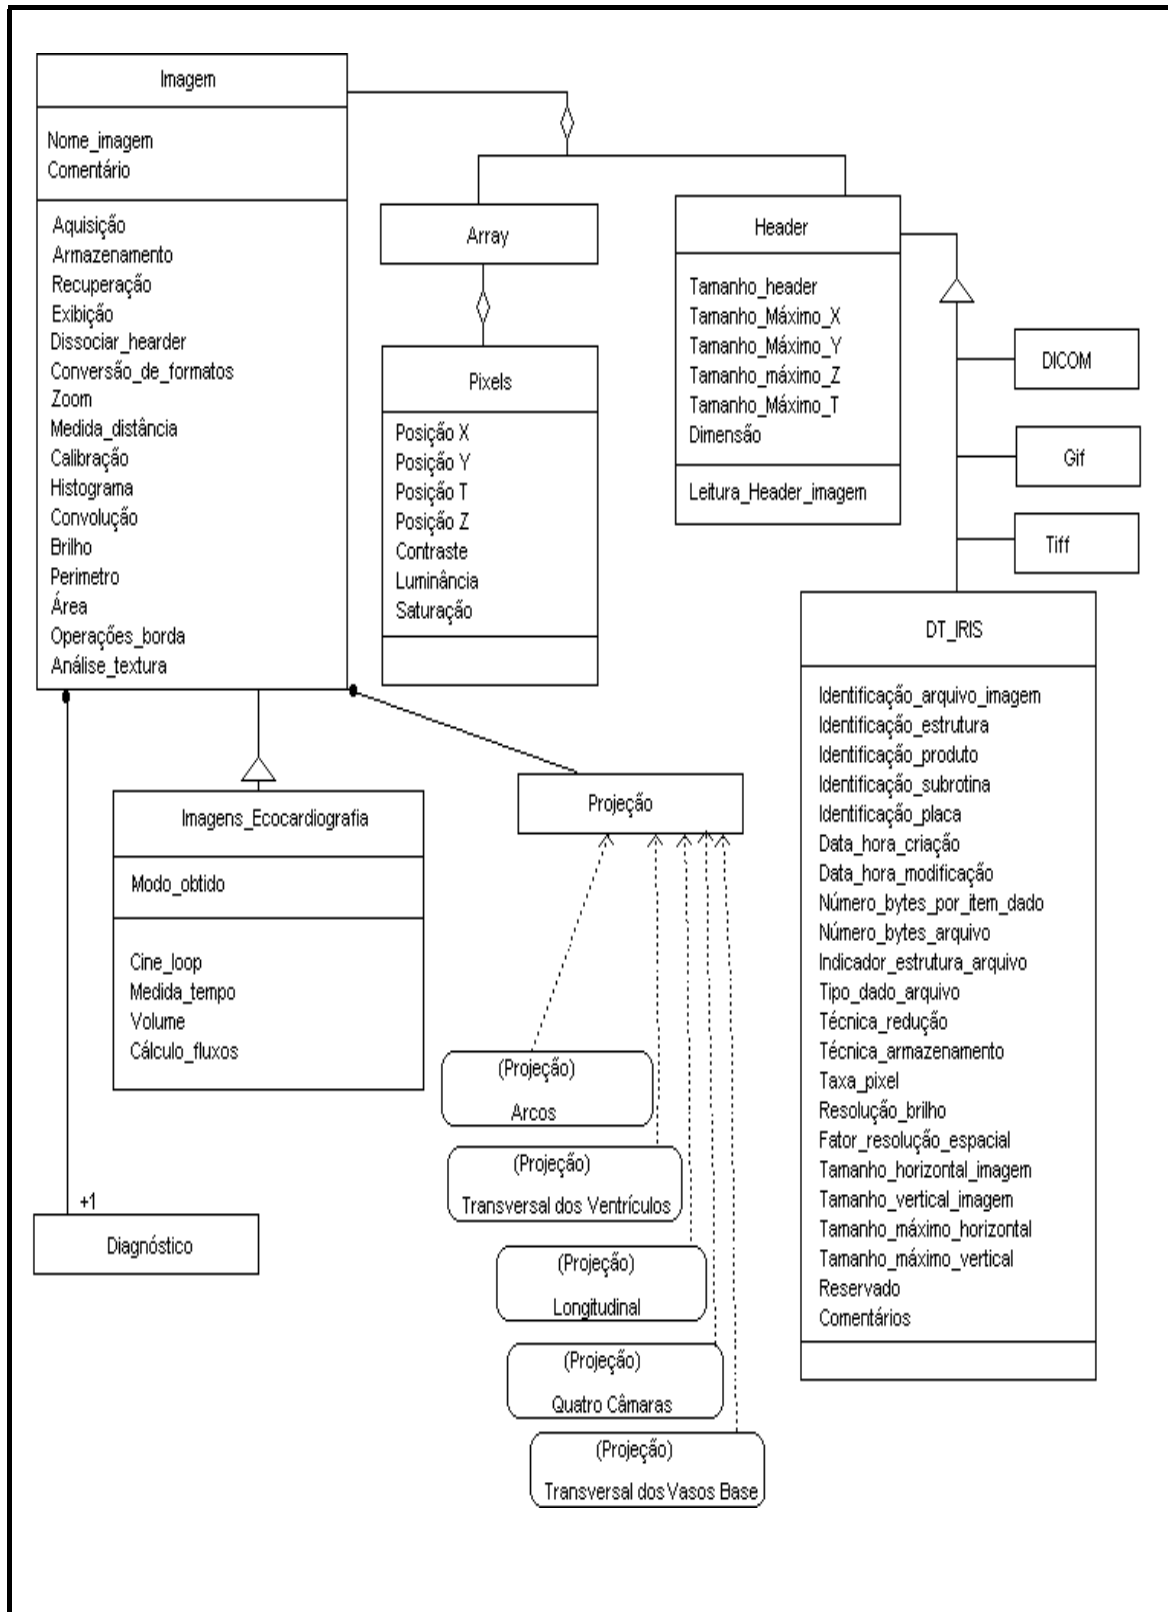 Imagem
Nome_imagem
Comentário
Aquisição
Armazenamento
Recuperação
Exibição
Dissociar_hearder
Conversão_de_formatos
Zoom
Medida_distância
Calibração
Histograma
Convolução
Brilho
Perimetro
Área
Operações_borda
Análise_textura
Array
Pixels
Posição X
Posição Y
Posição T
Posição Z
Contraste
Luminância
Saturação
Header
Tamanho_header
Tamanho_Máximo_X
Tamanho_Máximo_Y
Tamanho_máximo_Z
Tamanho_Máximo_T
Dimensão
Leitura_Header_imagem
DICOM
Gif
Tiff
DT_IRIS
Identificação_arquivo_imagem
Identificação_estrutura
Identificação_produto
Identificação_subrotina
Identificação_placa
Data_hora_criação
Data_hora_modificação
Número_bytes_por_item_dado
Número_bytes_arquivo
Indicador_estrutura_arquivo
Tipo_dado_arquivo
Técnica_redução
Técnica_armazenamento
Taxa_pixel
Resolução_brilho
Fator_resolução_espacial
Tamanho_horizontal_imagem
Tamanho_vertical_imagem
Tamanho_máximo_horizontal
Tamanho_máximo_vertical
Reservado
Comentários
Imagens_Ecocardiografia
Modo_obtido
Cine_loop
Medida_tempo
Volume
Cálculo_fluxos
Projeção
(Projeção)
Arcos
(Projeção)
Transversal dos Ventrículos
(Projeção)
Longitudinal
(Projeção)
Quatro Câmaras
(Projeção)
Transversal dos Vasos Base
+1
Diagnóstico